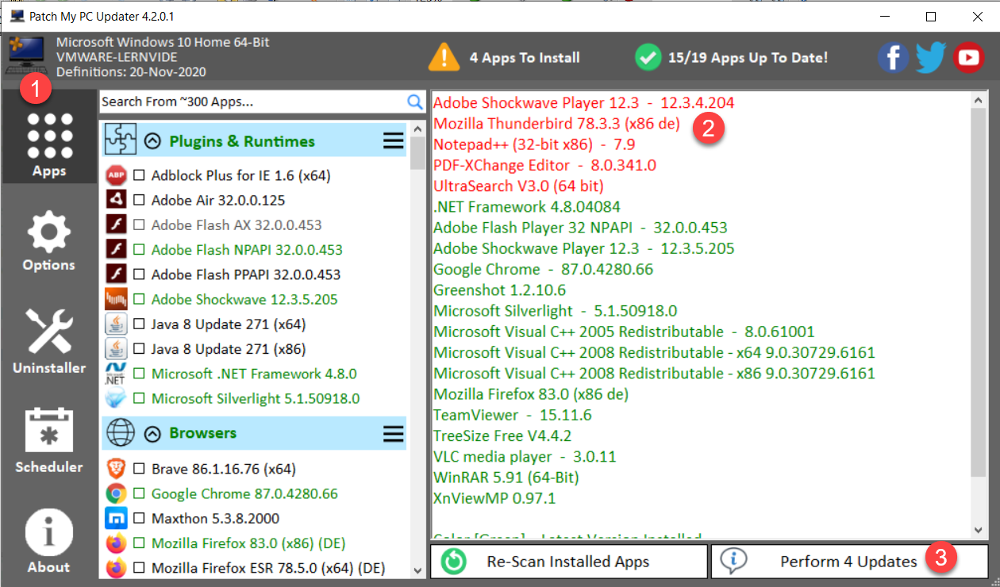 Patch My PC Updater 4.2.0.1
Microsoft Windows 10 Home 64-Bit
VMWARE-LERNVIDE
Definitions: 20-Nov-2020
4 Apps To Install
15/19 Apps Up To Date!
1
Apps
Options
Uninstaller
Scheduler
About
Search From ~300 Apps...
Plugins & Runtimes
ABP
Adblock Plus for IE 1.6 (x64)
Adobe Air 32.0.0.125
Adobe Flash AX 32.0.0.453
Adobe Flash NPAPI 32.0.0.453
Adobe Flash PPAPI 32.0.0.453
Adobe Shockwave 12.3.5.205
Java 8 Update 271 (x64)
Java 8 Update 271 (x86)
.NET
Microsoft .NET Framework 4.8.0
Microsoft Silverlight 5.1.50918.0
Browsers
Brave 86.1.16.76 (x64)
Google Chrome 87.0.4280.66
Maxthon 5.3.8.2000
Mozilla Firefox 83.0 (x86) (DE)
Mozilla Firefox ESR 78.5.0 (x64) (DE)
Adobe Shockwave Player 12.3 - 12.3.4.204
Mozilla Thunderbird 78.3.3 (x86 de)
2
Notepad++ (32-bit x86) - 7.9
PDF-XChange Editor - 8.0.341.0
UltraSearch V3.0 (64 bit)
.NET Framework 4.8.04084
Adobe Flash Player 32 NPAPI - 32.0.0.453
Adobe Shockwave Player 12.3 - 12.3.5.205
Google Chrome - 87.0.4280.66
Greenshot 1.2.10.6
Microsoft Silverlight - 5.1.50918.0
Microsoft Visual C++ 2005 Redistributable - 8.0.61001
Microsoft Visual C++ 2008 Redistributable - x64 9.0.30729.6161
Microsoft Visual C++ 2008 Redistributable - x86 9.0.30729.6161
Mozilla Firefox 83.0 (x86 de)
TeamViewer - 15.11.6
TreeSize Free V4.4.2
VLC media player - 3.0.11
WinRAR 5.91 (64-Bit)
XnViewMP 0.97.1
Color [Green] - Latest Version Installed
Re-Scan Installed Apps
Perform 4 Updates
3